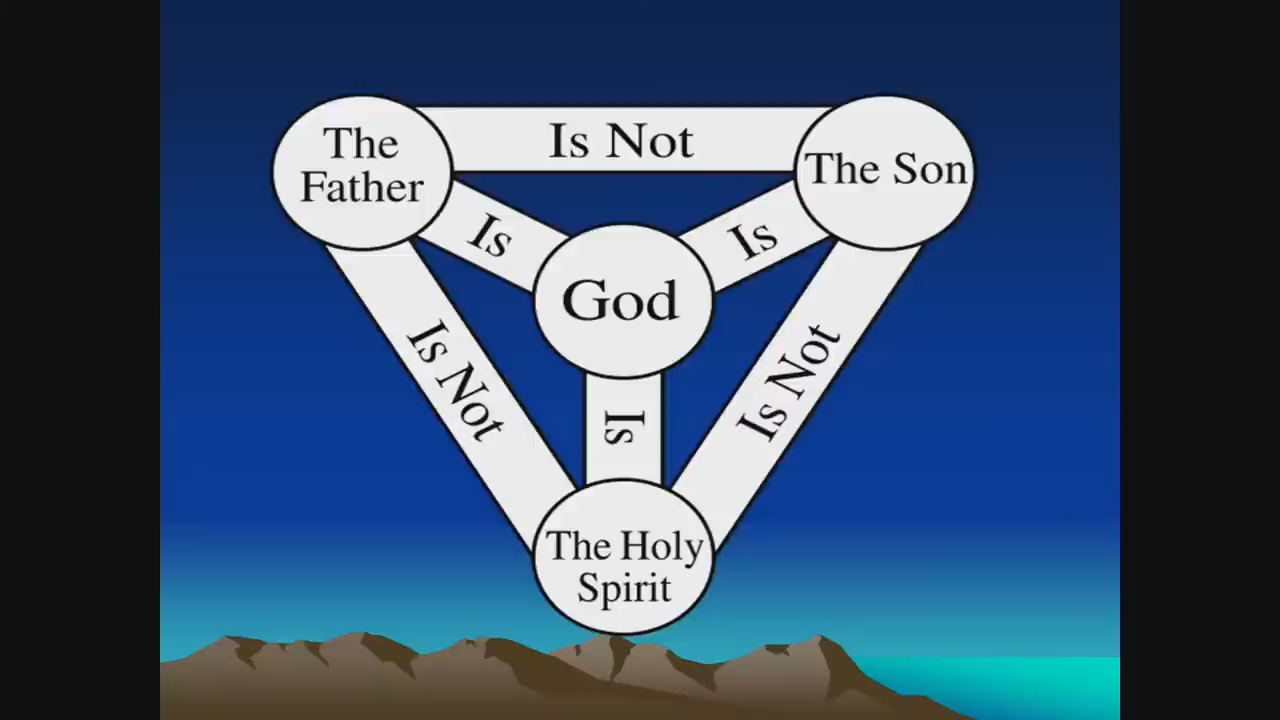 The
Father
Is Not
The Son
Is
Is
God
Is Not
Is Not
Is
The Holy
Spirit